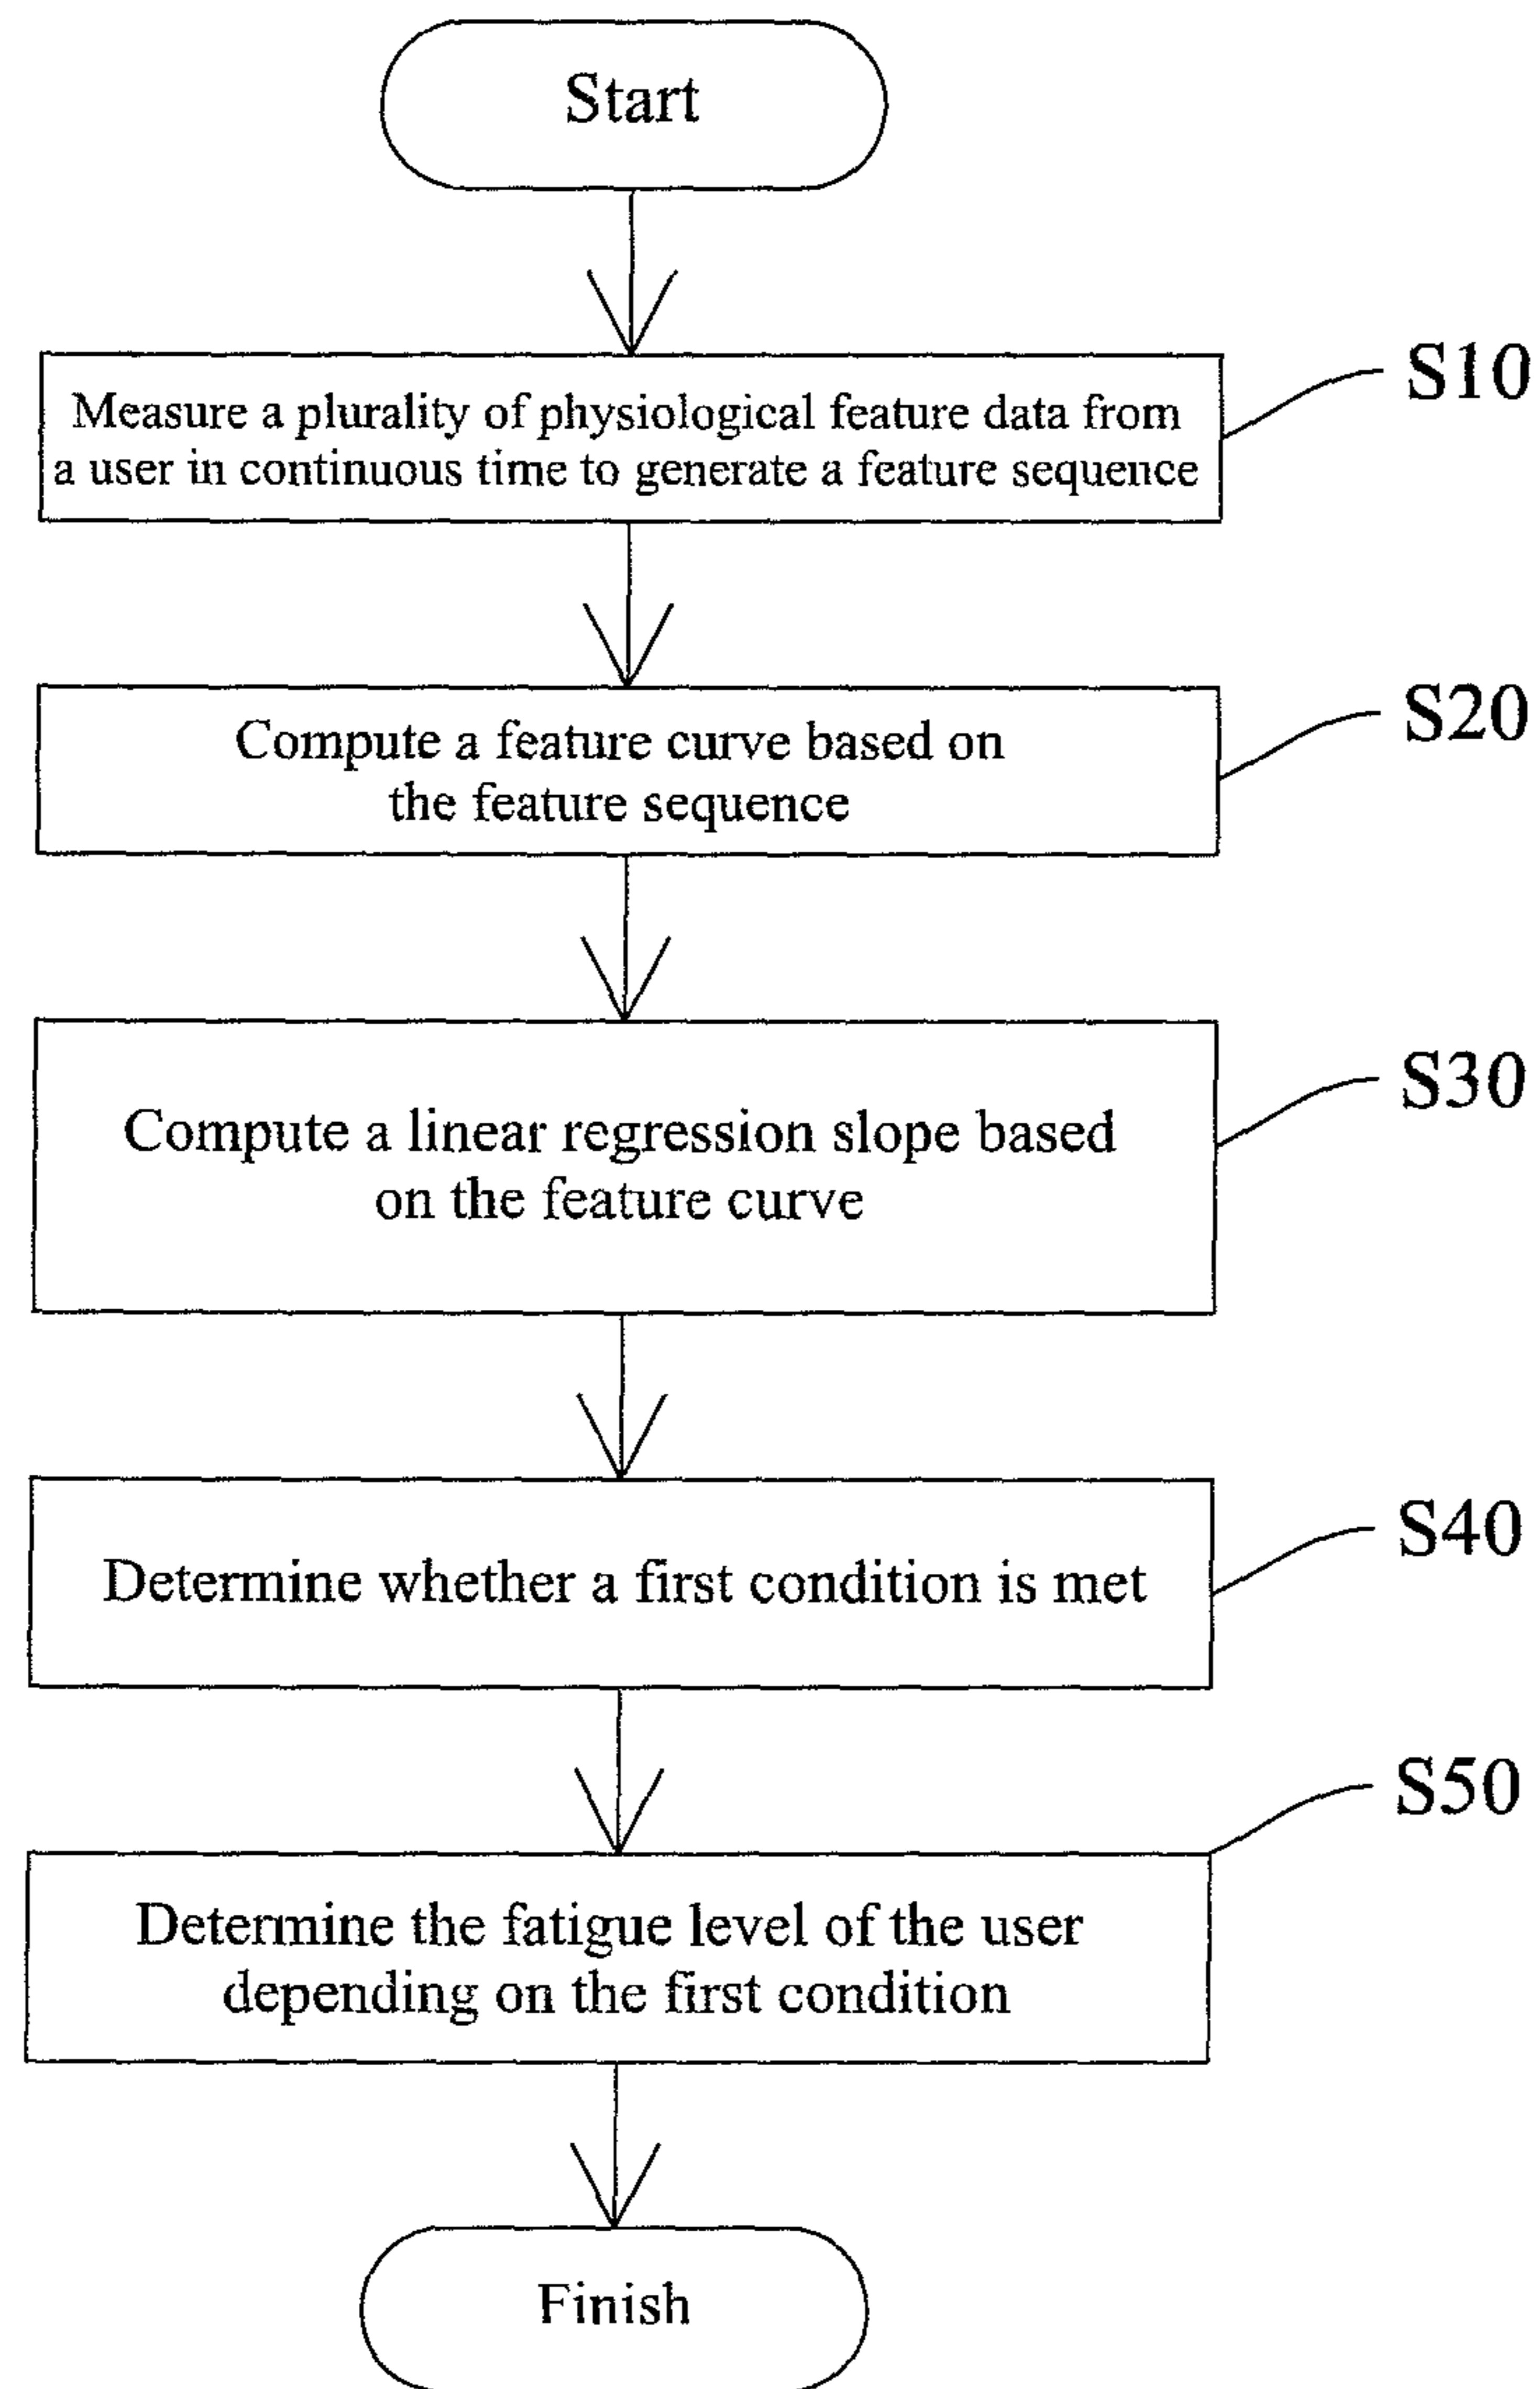 Start
Measure a plurality of physiological feature data from
a user in continuous time to generate a feature sequence
S10
Compute a feature curve based on
the feature sequence
S20
Compute a linear regression slope based
on the feature curve
S30
Determine whether a first condition is met
S40
Determine the fatigue level of the user
depending on the first condition
S50
Finish